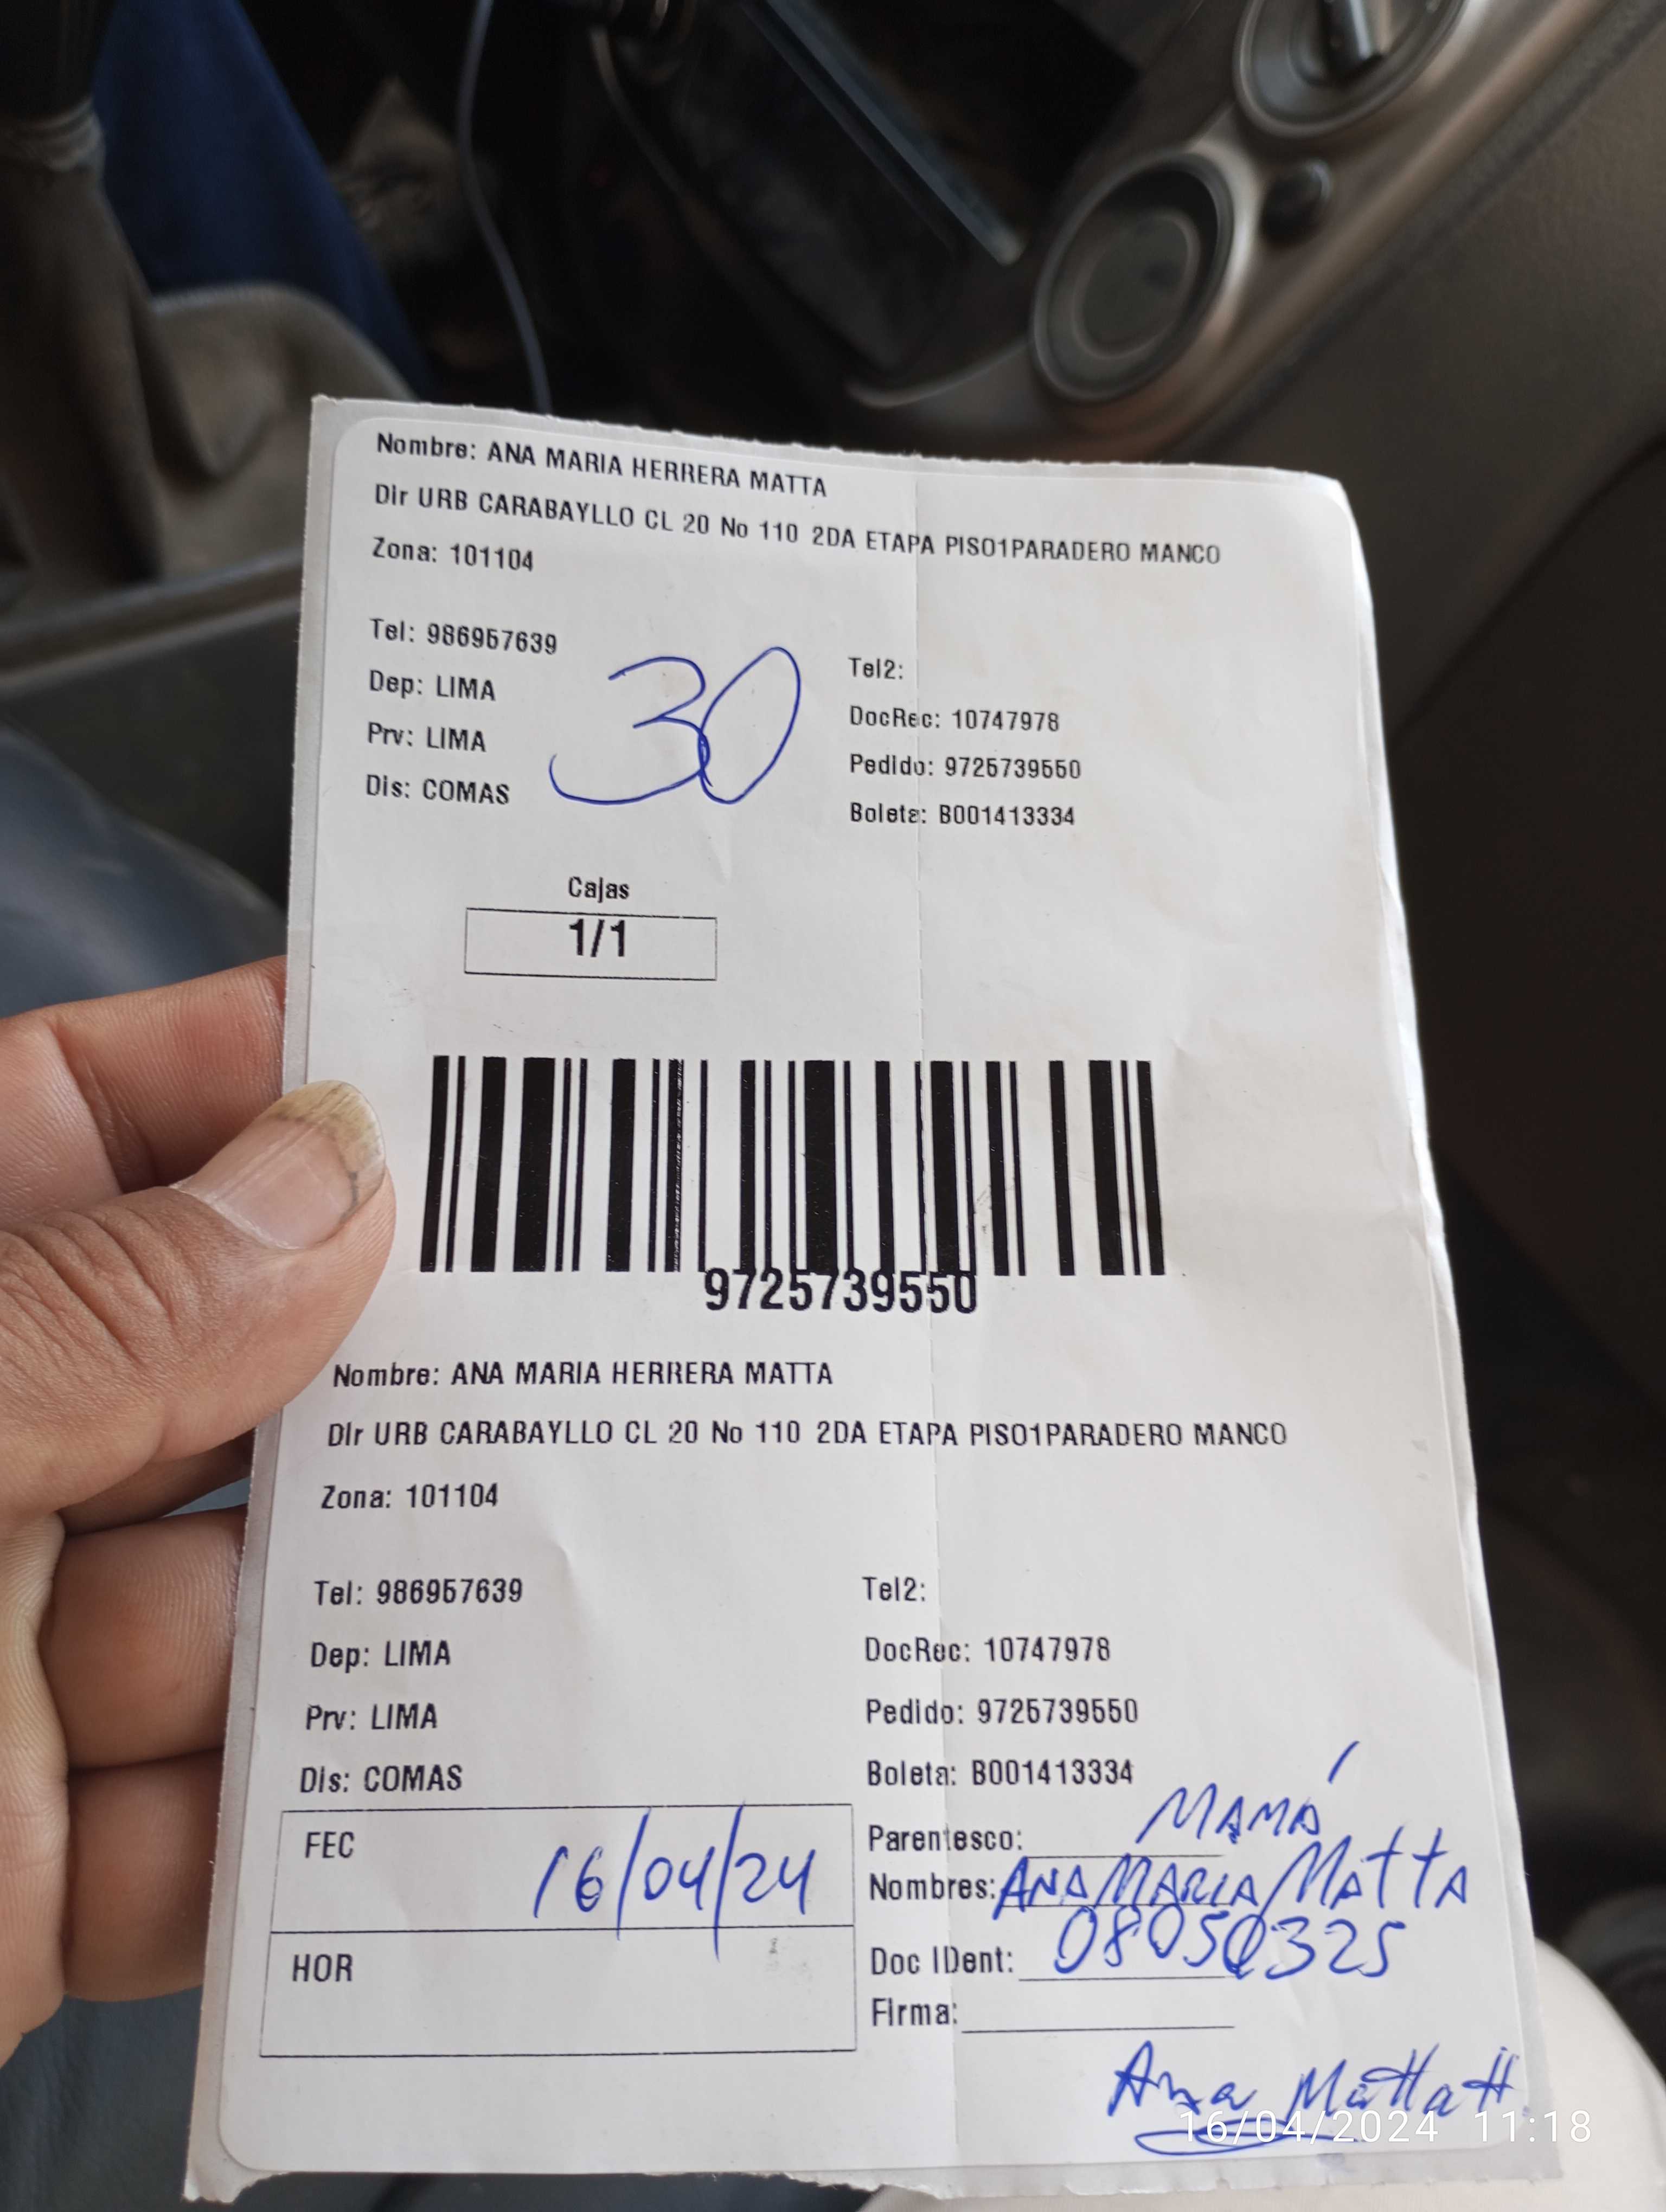 Nombre: ANA MARIA HERRERA MATTA
Dir URB CARABAYLLO CL 20 No 110 2DA ETAPA PISO1PARADERO MANCO
Zona: 101104
Tel: 986957639
Tel2:
Dep: LIMA
DocRec: 10747978
Prv: LIMA
Pedido: 9725739550
Dis: COMAS
Boleta: B001413334
30
Cajas
1/1
9725739550
Nombre: ANA MARIA HERRERA MATTA
Dir URB CARABAYLLO CL 20 No 110 2DA ETAPA PISO1PARADERO MANCO
Zona: 101104
Tel: 986957639
Tel2:
Dep: LIMA
DocRec: 10747978
Prv: LIMA
Pedido: 9725739550
Dis: COMAS
Boleta: B001413334
FEC 16/04/24
Parentesco: MAMÁ
Nombres: ANA MARIA MATTA
HOR
Doc IDent: 08050325
Firma:
Ana Matta H
16/04/2024 11:18